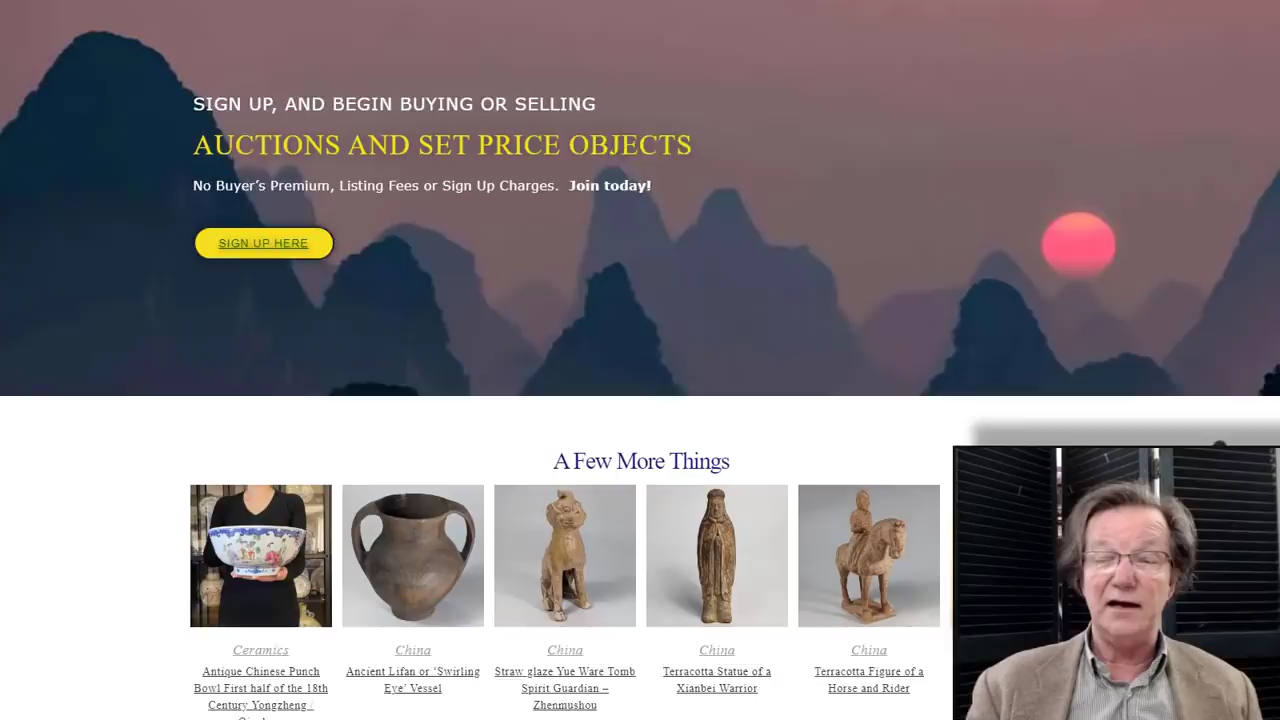 SIGN UP, AND BEGIN BUYING OR SELLING
AUCTIONS AND SET PRICE OBJECTS
No Buyer’s Premium, Listing Fees or Sign Up Charges. Join today!
SIGN UP HERE
A Few More Things
Ceramics
Antique Chinese Punch
Bowl First half of the 18th
Century Yongzheng /
China
Ancient Lifan or ‘Swirling
Eye’ Vessel
China
Straw glaze Yue Ware Tomb
Spirit Guardian –
Zhenmushou
China
Terracotta Statue of a
Xianbei Warrior
China
Terracotta Figure of a
Horse and Rider